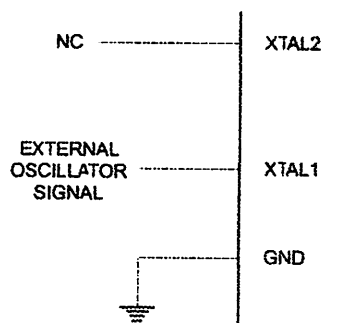 NC
XTAL2
EXTERNAL
OSCILLATOR
SIGNAL
XTAL1
GND